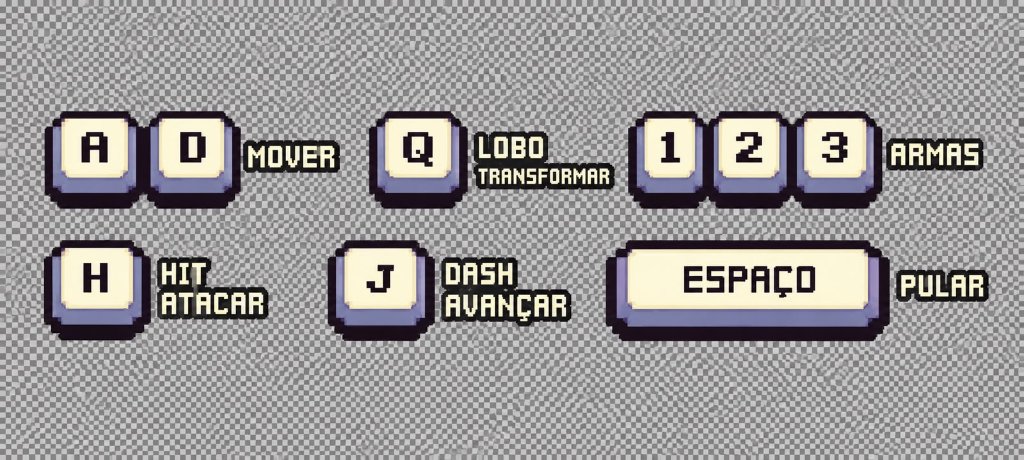 A D MOVER
Q LOBO
TRANSFORMAR
1 2 3 ARMAS
H HIT
ATACAR
J DASH
AVANÇAR
ESPAÇO PULAR